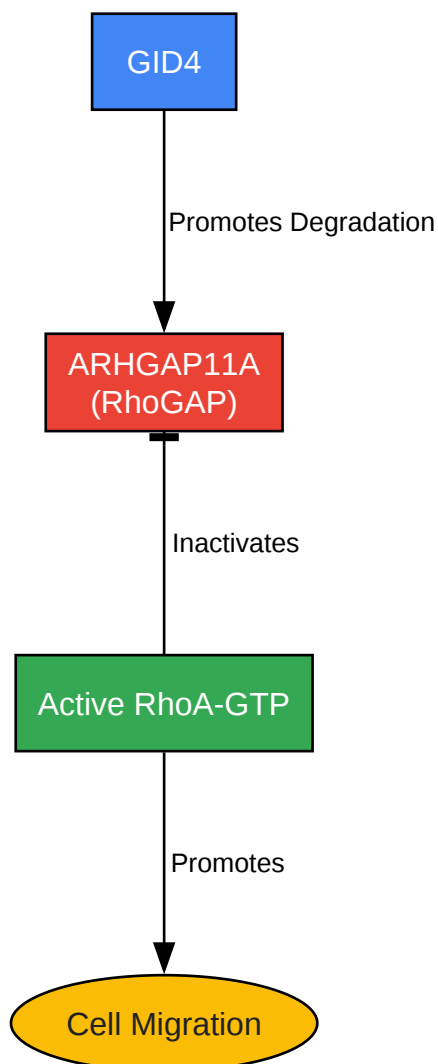 GID4
Promotes Degradation
ARHGAP11A
(RhoGAP)
Inactivates
Active RhoA-GTP
Promotes
Cell Migration